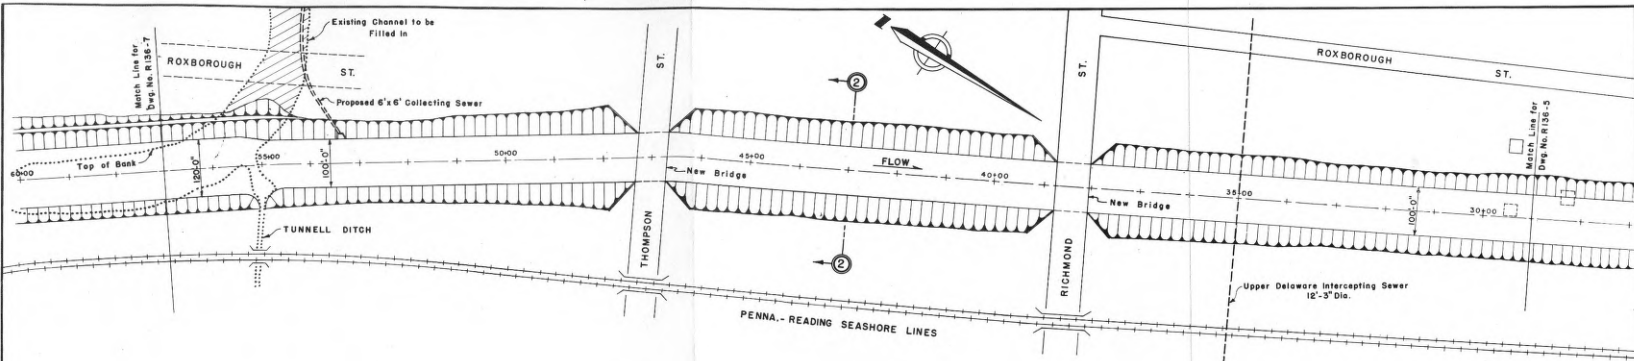 Existing Channel to be
Filled In
Match Line for
Dwg. No. R136-7
ROXBOROUGH
ST.
Proposed 6'x 6' Collecting Sewer
Top of Bank
60+00
120'-0"
55+00
100'-0"
TUNNELL DITCH
50+00
ST.
THOMPSON
New Bridge
45+00
2
2
FLOW
40+00
ST.
RICHMOND
New Bridge
35+00
ROXBOROUGH
ST.
Match Line for
Dwg. No. R136-5
30+00
100'-0"
Upper Delaware Intercepting Sewer
12'-3" Dia.
PENNA.- READING SEASHORE LINES